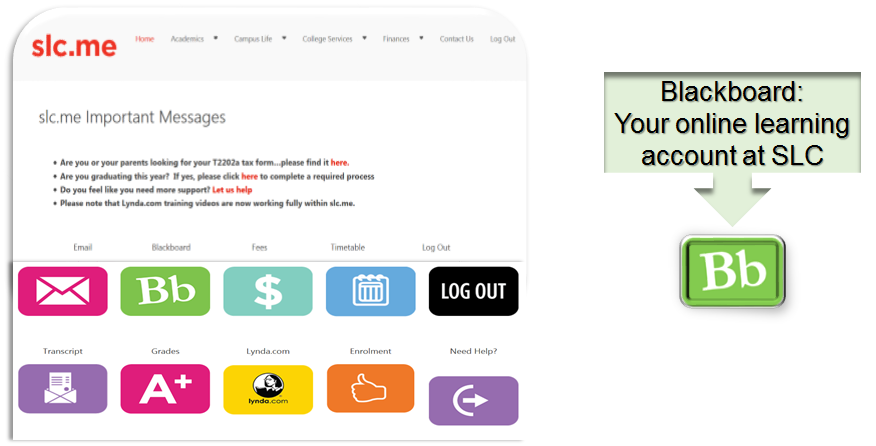 slc.me
Home Academics Campus Life College Services Finances Contact Us Log Out
slc.me Important Messages
• Are you or your parents looking for your T2202a tax form...please find it here.
• Are you graduating this year? If yes, please click here to complete a required process
• Do you feel like you need more support? Let us help
• Please note that Lynda.com training videos are now working fully within slc.me.
Email Blackboard Fees Timetable Log Out
Bb $ LOG OUT
Transcript Grades Lynda.com Enrolment Need Help?
A+ lynda.com
Blackboard:
Your online learning
account at SLC
Bb